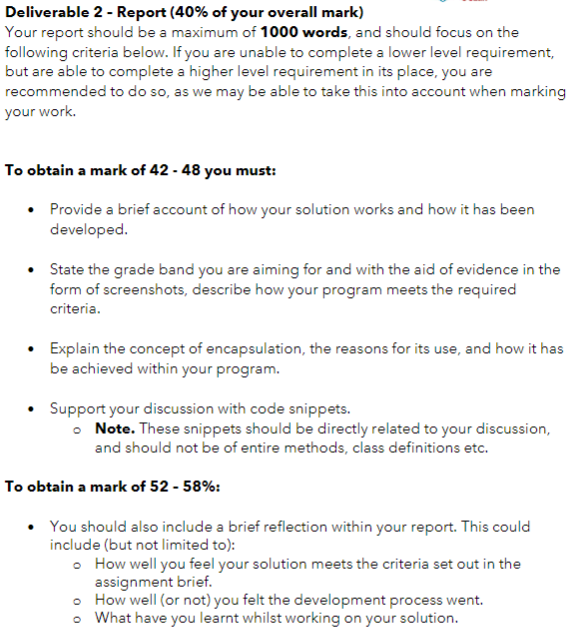 Deliverable 2 - Report (40% of your overall mark)
Your report should be a maximum of 1000 words, and should focus on the
following criteria below. If you are unable to complete a lower level requirement,
but are able to complete a higher level requirement in its place, you are
recommended to do so, as we may be able to take this into account when marking
your work.
To obtain a mark of 42 - 48 you must:
• Provide a brief account of how your solution works and how it has been
developed.
• State the grade band you are aiming for and with the aid of evidence in the
form of screenshots, describe how your program meets the required
criteria.
• Explain the concept of encapsulation, the reasons for its use, and how it has
be achieved within your program.
• Support your discussion with code snippets.
o Note. These snippets should be directly related to your discussion,
and should not be of entire methods, class definitions etc.
To obtain a mark of 52 - 58%:
• You should also include a brief reflection within your report. This could
include (but not limited to):
o How well you feel your solution meets the criteria set out in the
assignment brief.
o How well (or not) you felt the development process went.
o What have you learnt whilst working on your solution.